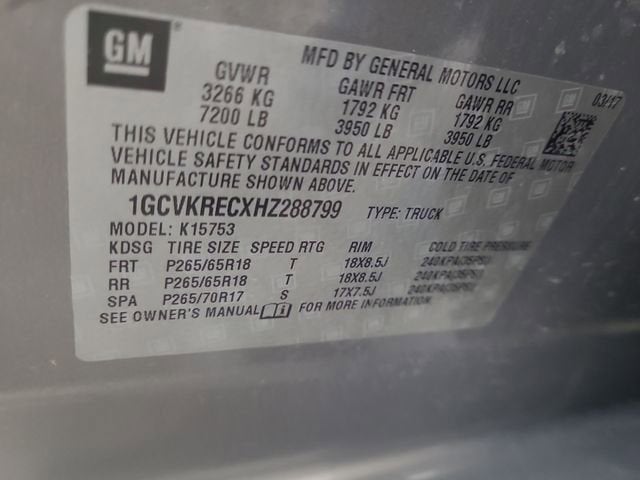 GM ®
MFD BY GENERAL MOTORS LLC
03/17
GVWR GAWR FRT GAWR RR
3266 KG 1792 KG 1792 KG
7200 LB 3950 LB 3950 LB
THIS VEHICLE CONFORMS TO ALL APPLICABLE U.S. FEDERAL MOTOR
VEHICLE SAFETY STANDARDS IN EFFECT ON THE DATE OF
MANUFACTURE SHOWN ABOVE.
1GCVKRECXHZ288799 TYPE: TRUCK
MODEL: K15753
KDSG TIRE SIZE SPEED RTG RIM COLD TIRE PRESSURE
FRT P265/65R18 T 18X8.5J 240KPA(35PSI)
RR P265/65R18 T 18X8.5J 240KPA(35PSI)
SPA P265/70R17 S 17X7.5J 240KPA(35PSI)
SEE OWNER'S MANUAL FOR MORE INFORMATION